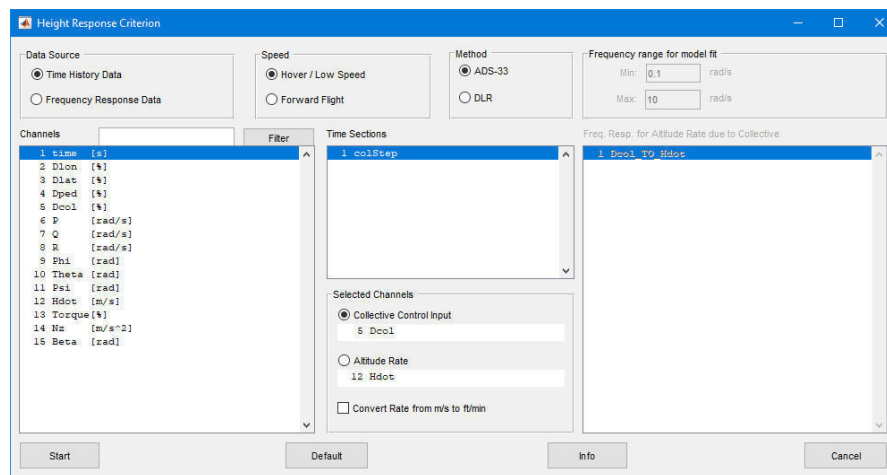 Height Response Criterion
Data Source
Time History Data
Frequency Response Data
Speed
Hover / Low Speed
Forward Flight
Method
ADS-33
DLR
Frequency range for model fit
Min: 0.1 rad/s
Max: 10 rad/s
Channels
Filter
1 time [s]
2 Dlon [%]
3 Dlat [%]
4 Dped [%]
5 Dcol [%]
6 P [rad/s]
7 Q [rad/s]
8 R [rad/s]
9 Phi [rad]
10 Theta [rad]
11 Psi [rad]
12 Hdot [m/s]
13 Torque[%]
14 Nz [m/s^2]
15 Beta [rad]
Time Sections
1 colStep
Selected Channels
Collective Control Input
5 Dcol
Altitude Rate
12 Hdot
Convert Rate from m/s to ft/min
Freq. Resp. for Altitude Rate due to Collective
1 Dcol_TO_Hdot
Start
Default
Info
Cancel